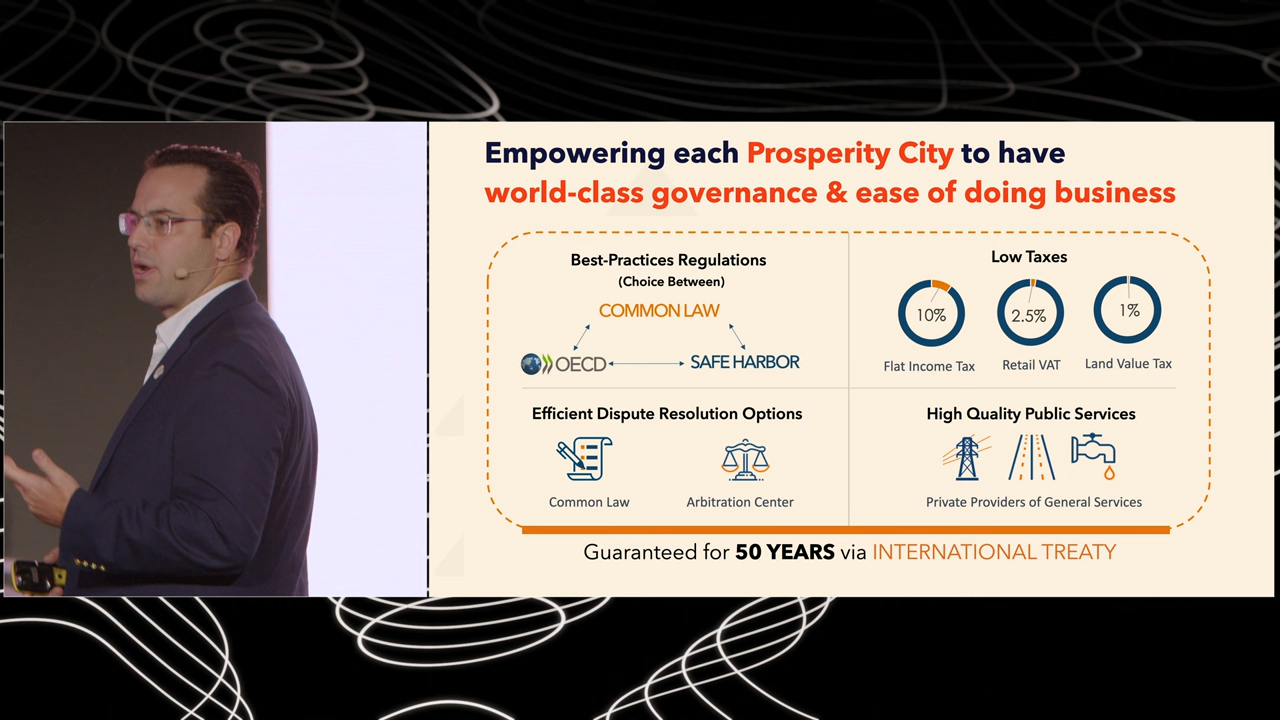 Empowering each Prosperity City to have
world-class governance & ease of doing business
Best-Practices Regulations
(Choice Between)
COMMON LAW
OECD
SAFE HARBOR
Low Taxes
10%
2.5%
1%
Flat Income Tax
Retail VAT
Land Value Tax
Efficient Dispute Resolution Options
Common Law
Arbitration Center
High Quality Public Services
Private Providers of General Services
Guaranteed for 50 YEARS via INTERNATIONAL TREATY